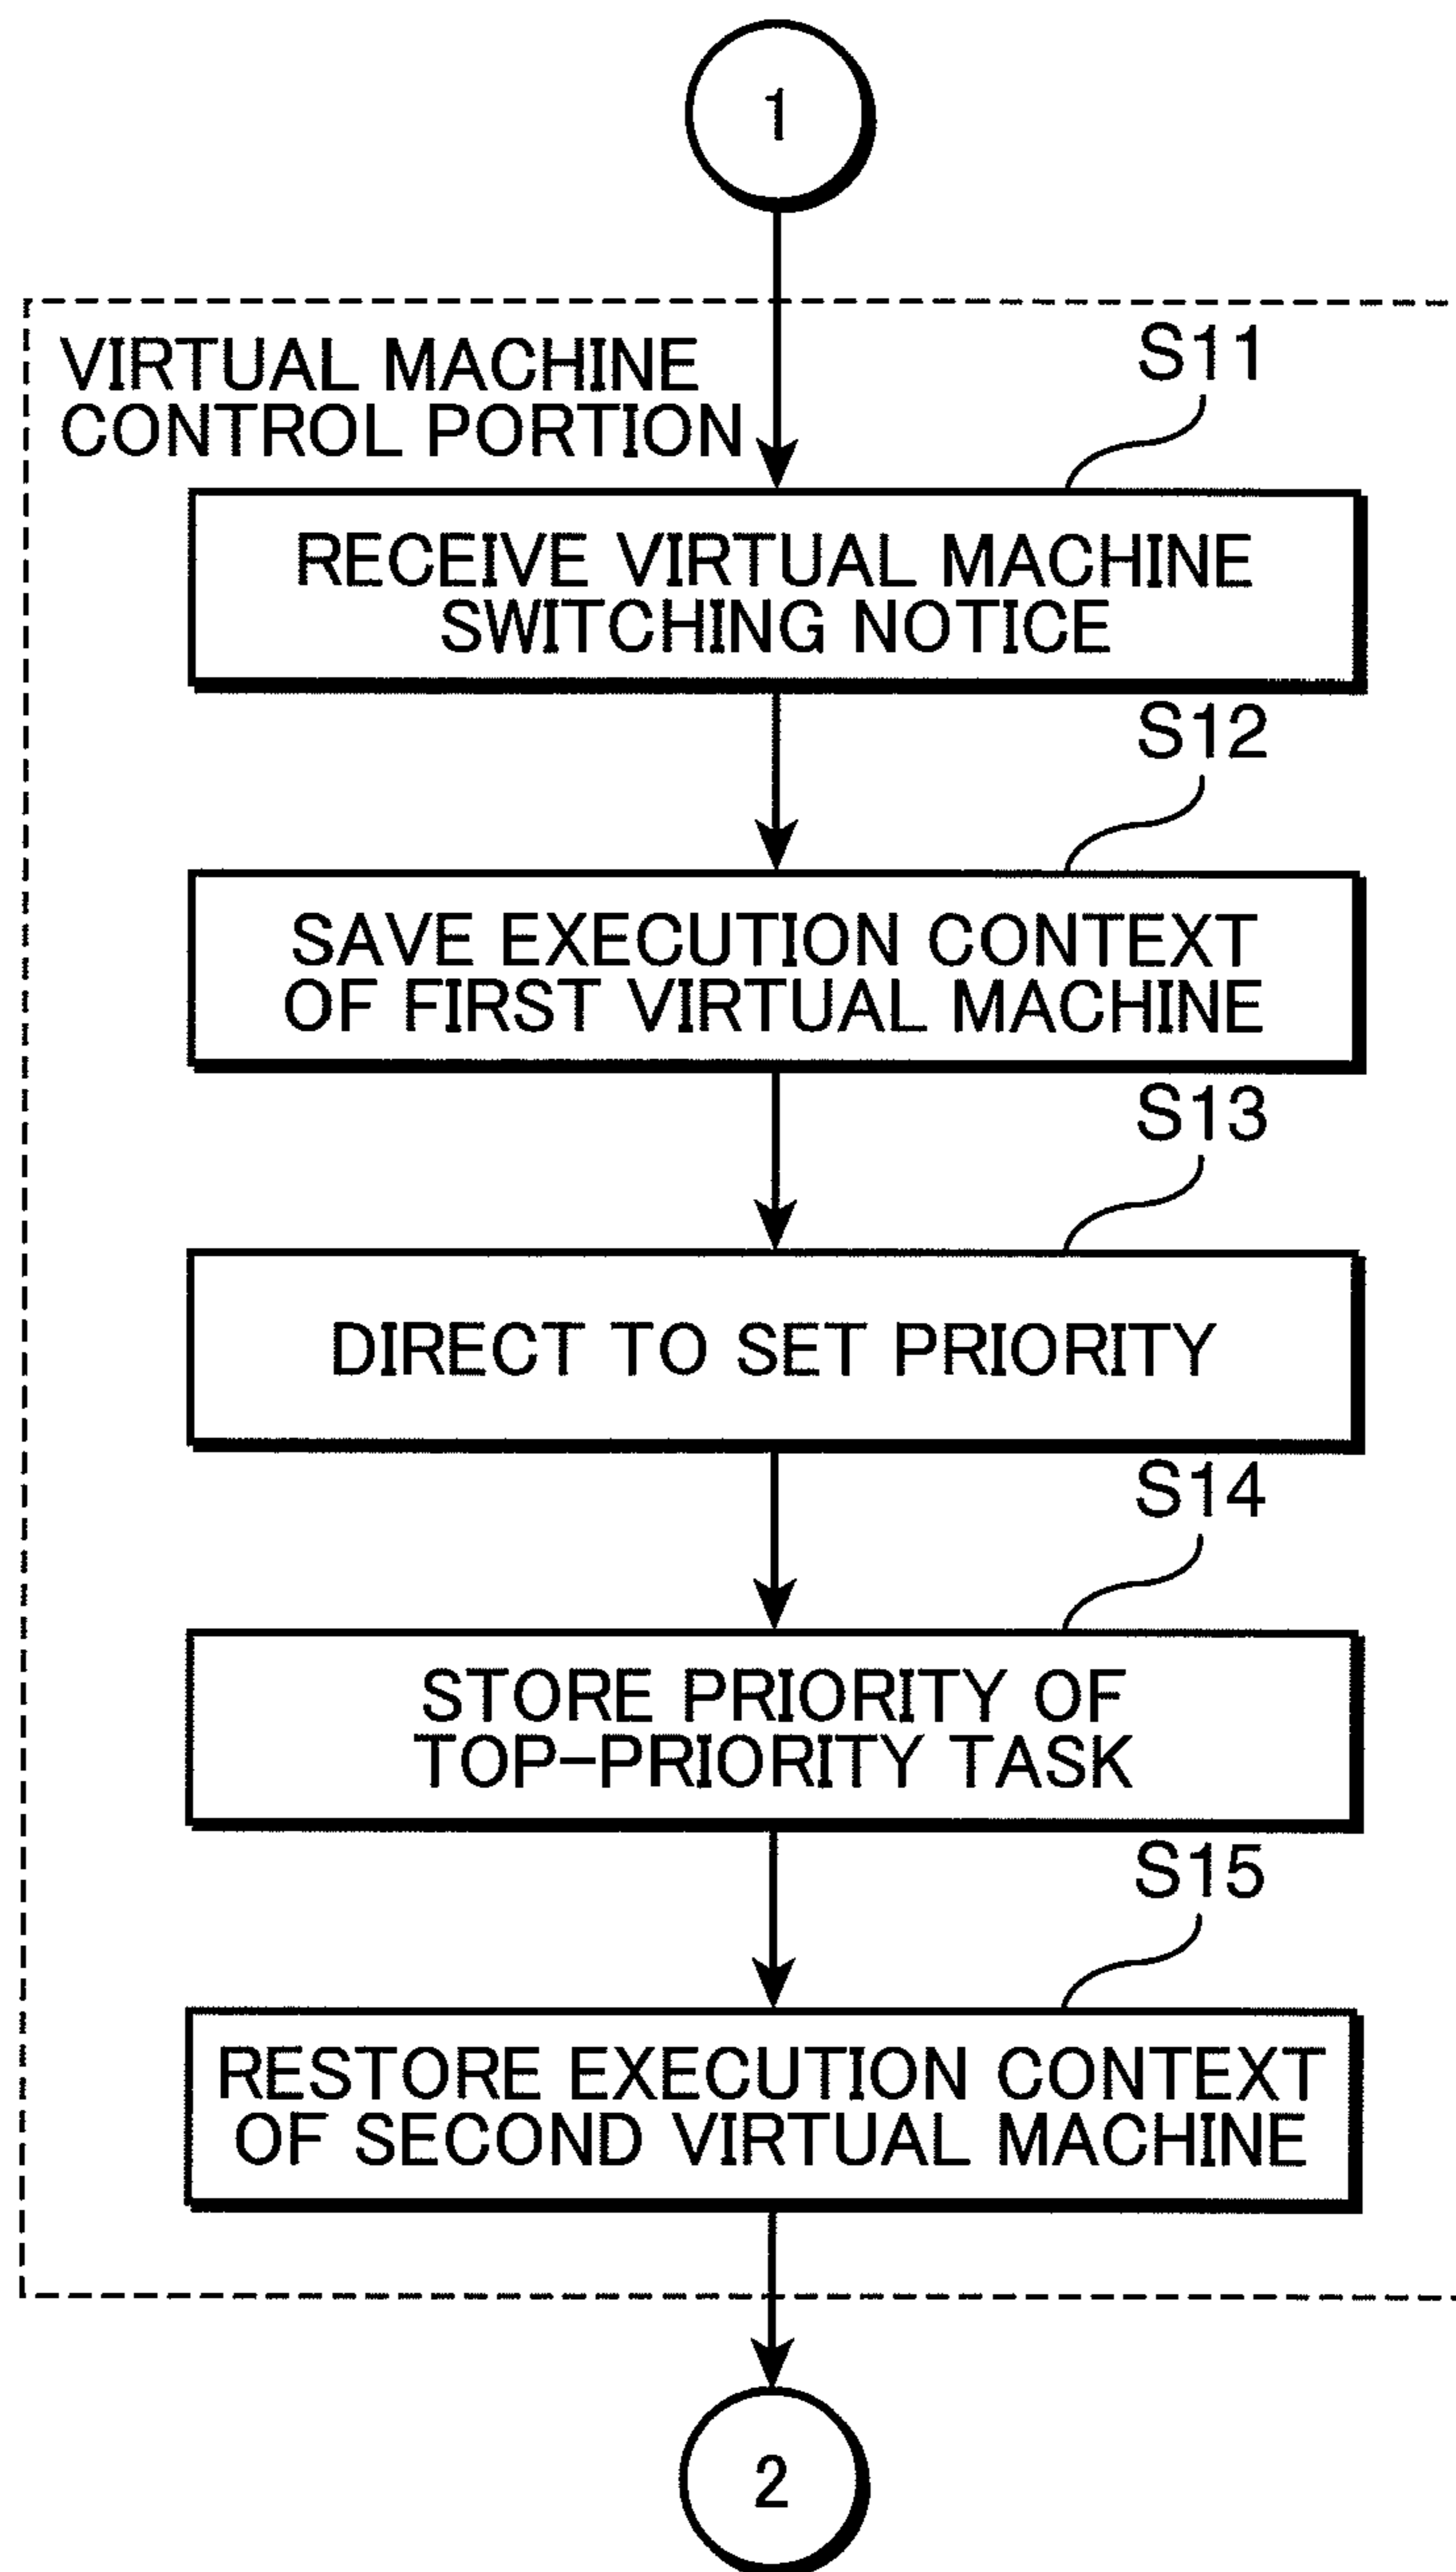 1
VIRTUAL MACHINE
CONTROL PORTION
S11
RECEIVE VIRTUAL MACHINE
SWITCHING NOTICE
S12
SAVE EXECUTION CONTEXT
OF FIRST VIRTUAL MACHINE
S13
DIRECT TO SET PRIORITY
S14
STORE PRIORITY OF
TOP-PRIORITY TASK
S15
RESTORE EXECUTION CONTEXT
OF SECOND VIRTUAL MACHINE
2